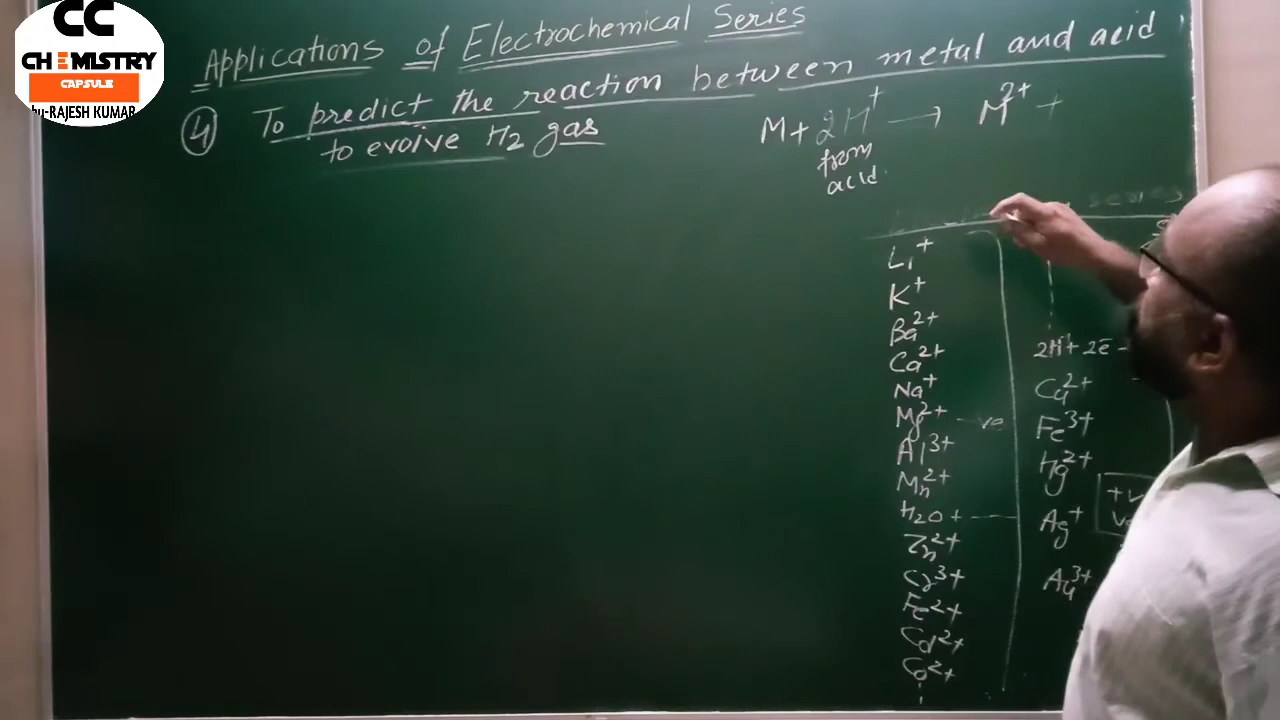 CC
CHEMISTRY
CAPSULE
by-RAJESH KUMAR
Applications of Electrochemical Series
④ To predict the reaction between metal and acid
to evolve H2 gas
M + 2H⁺ → M²⁺ +
from
acid.
series
Li⁺
K⁺
Ba²⁺
Ca²⁺
Na⁺
Mg²⁺ -ve
Al³⁺
Mn²⁺
H2O +
Zn²⁺
Cr³⁺
Fe²⁺
Cd²⁺
Co²⁺
2H⁺ + 2e⁻
Cu²⁺
Fe³⁺
Hg²⁺
Ag⁺
Au³⁺